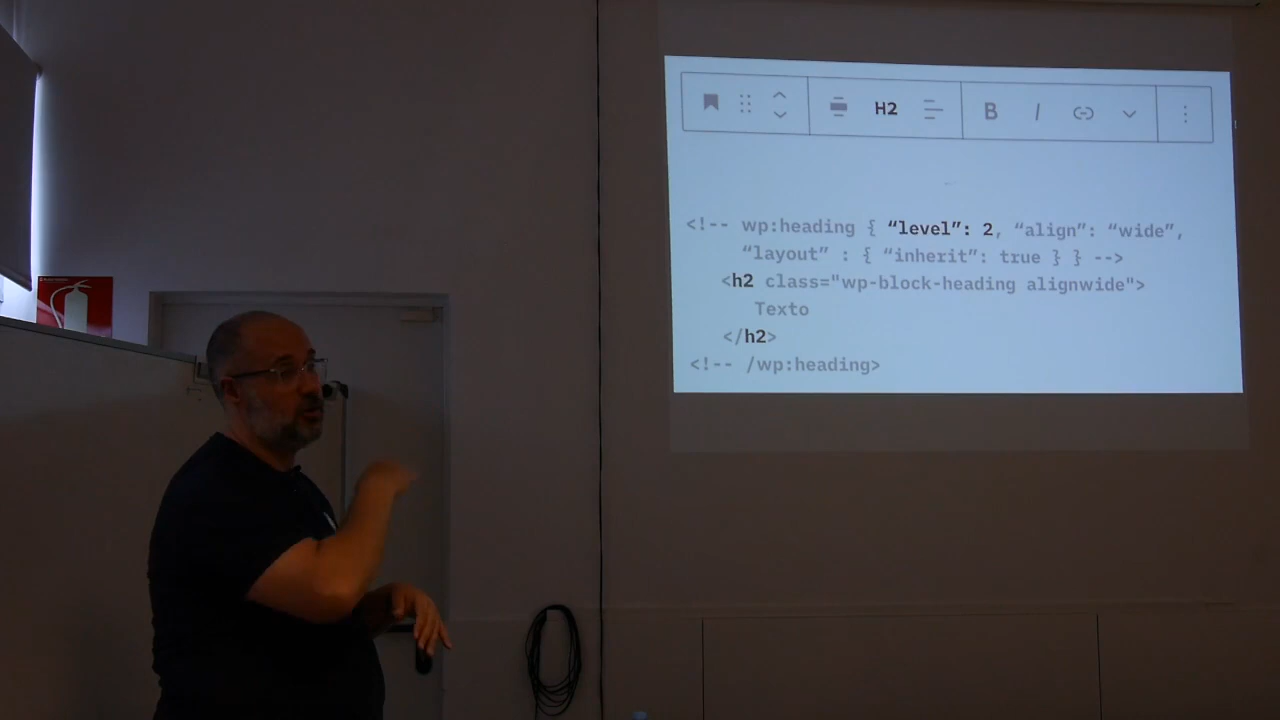 H2 B I
<!-- wp:heading { “level”: 2, “align”: “wide”,
“layout” : { “inherit”: true } } -->
<h2 class="wp-block-heading alignwide">
Texto
</h2>
<!-- /wp:heading>